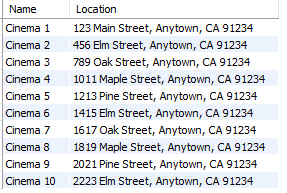 Name Location
Cinema 1 123 Main Street, Anytown, CA 91234
Cinema 2 456 Elm Street, Anytown, CA 91234
Cinema 3 789 Oak Street, Anytown, CA 91234
Cinema 4 1011 Maple Street, Anytown, CA 91234
Cinema 5 1213 Pine Street, Anytown, CA 91234
Cinema 6 1415 Elm Street, Anytown, CA 91234
Cinema 7 1617 Oak Street, Anytown, CA 91234
Cinema 8 1819 Maple Street, Anytown, CA 91234
Cinema 9 2021 Pine Street, Anytown, CA 91234
Cinema 10 2223 Elm Street, Anytown, CA 91234